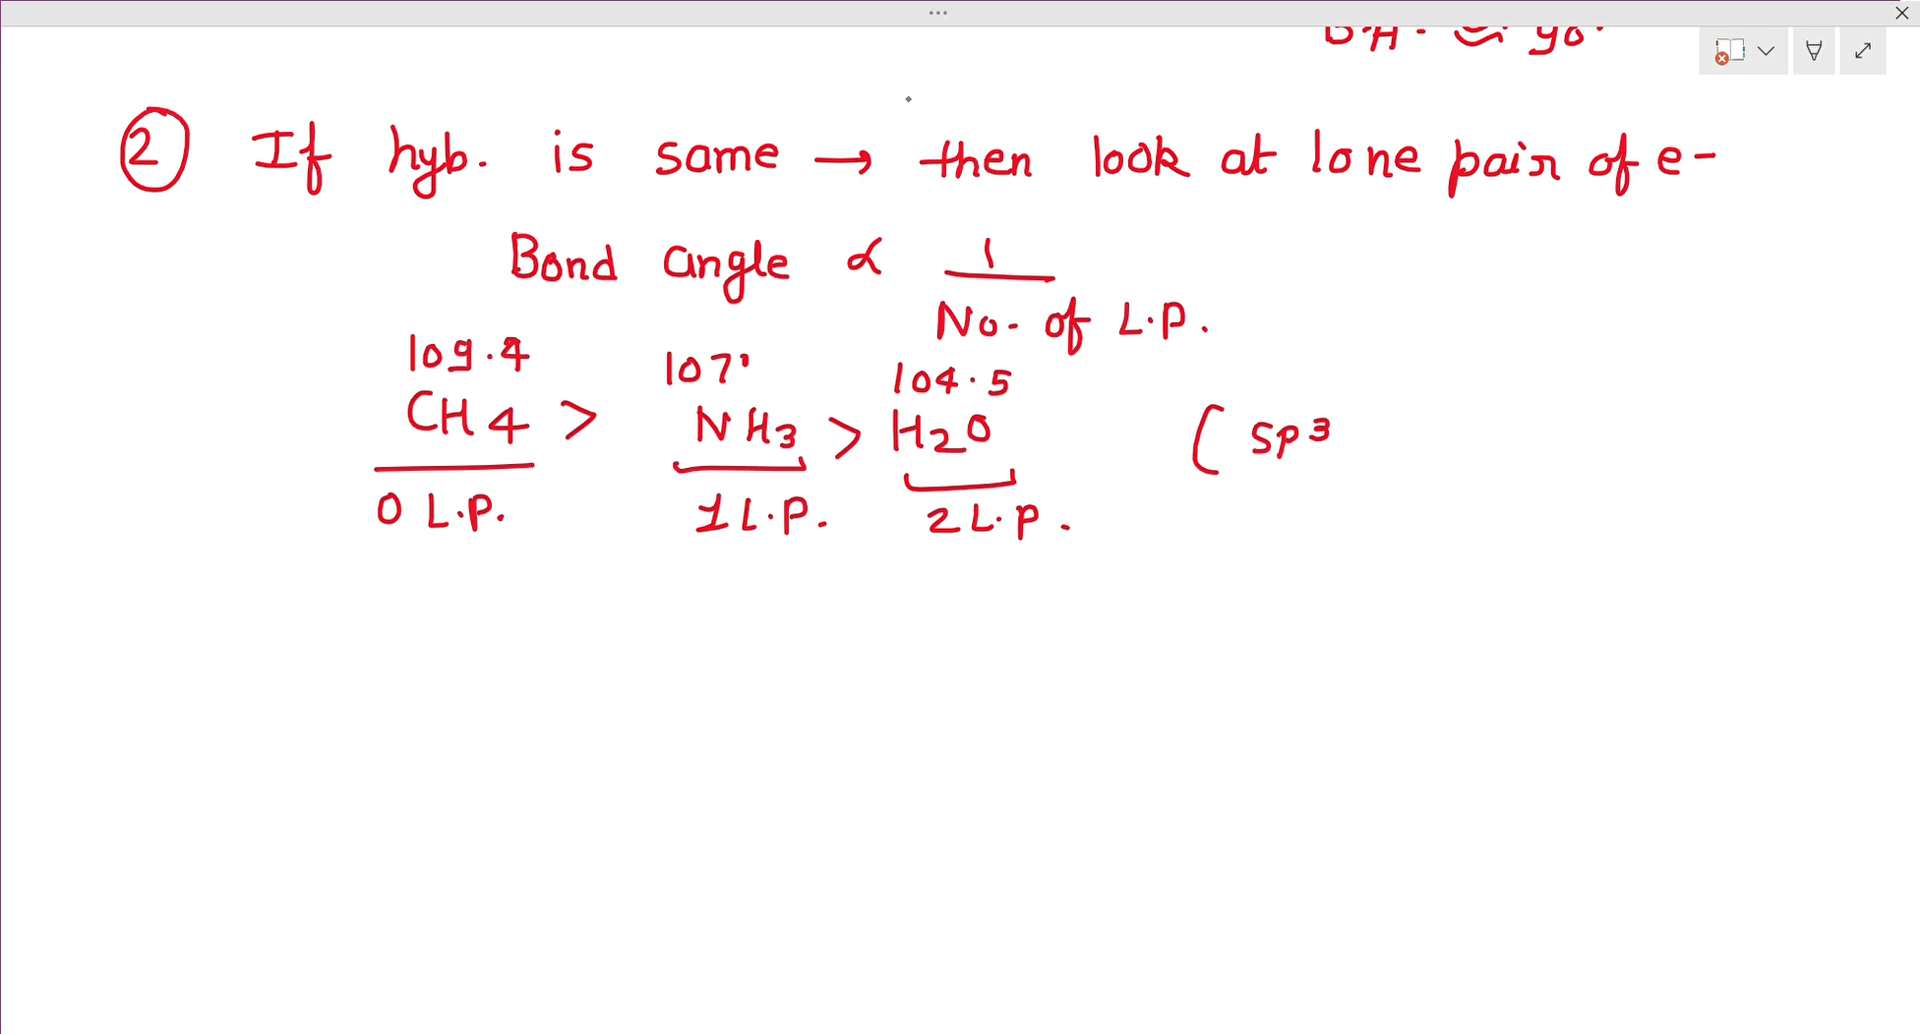 ② If hyb. is same → then look at lone pair of e-
Bond angle ∝ 1
No. of L.P.
109.4 107° 104.5
CH4 > NH3 > H2O ( sp3
0 L.P. 1 L.P. 2 L.P.